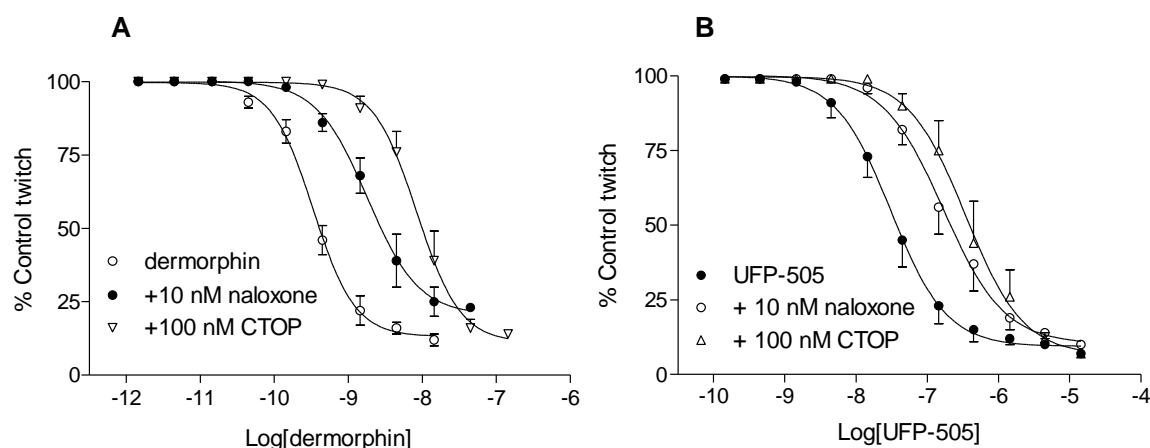 A
% Control twitch
100
75
50
25
0
dermorphin
+10 nM naloxone
+100 nM CTOP
-12 -11 -10 -9 -8 -7 -6
Log[dermorphin]
B
% Control twitch
100
75
50
25
0
UFP-505
+ 10 nM naloxone
+ 100 nM CTOP
-10 -9 -8 -7 -6 -5 -4
Log[UFP-505]